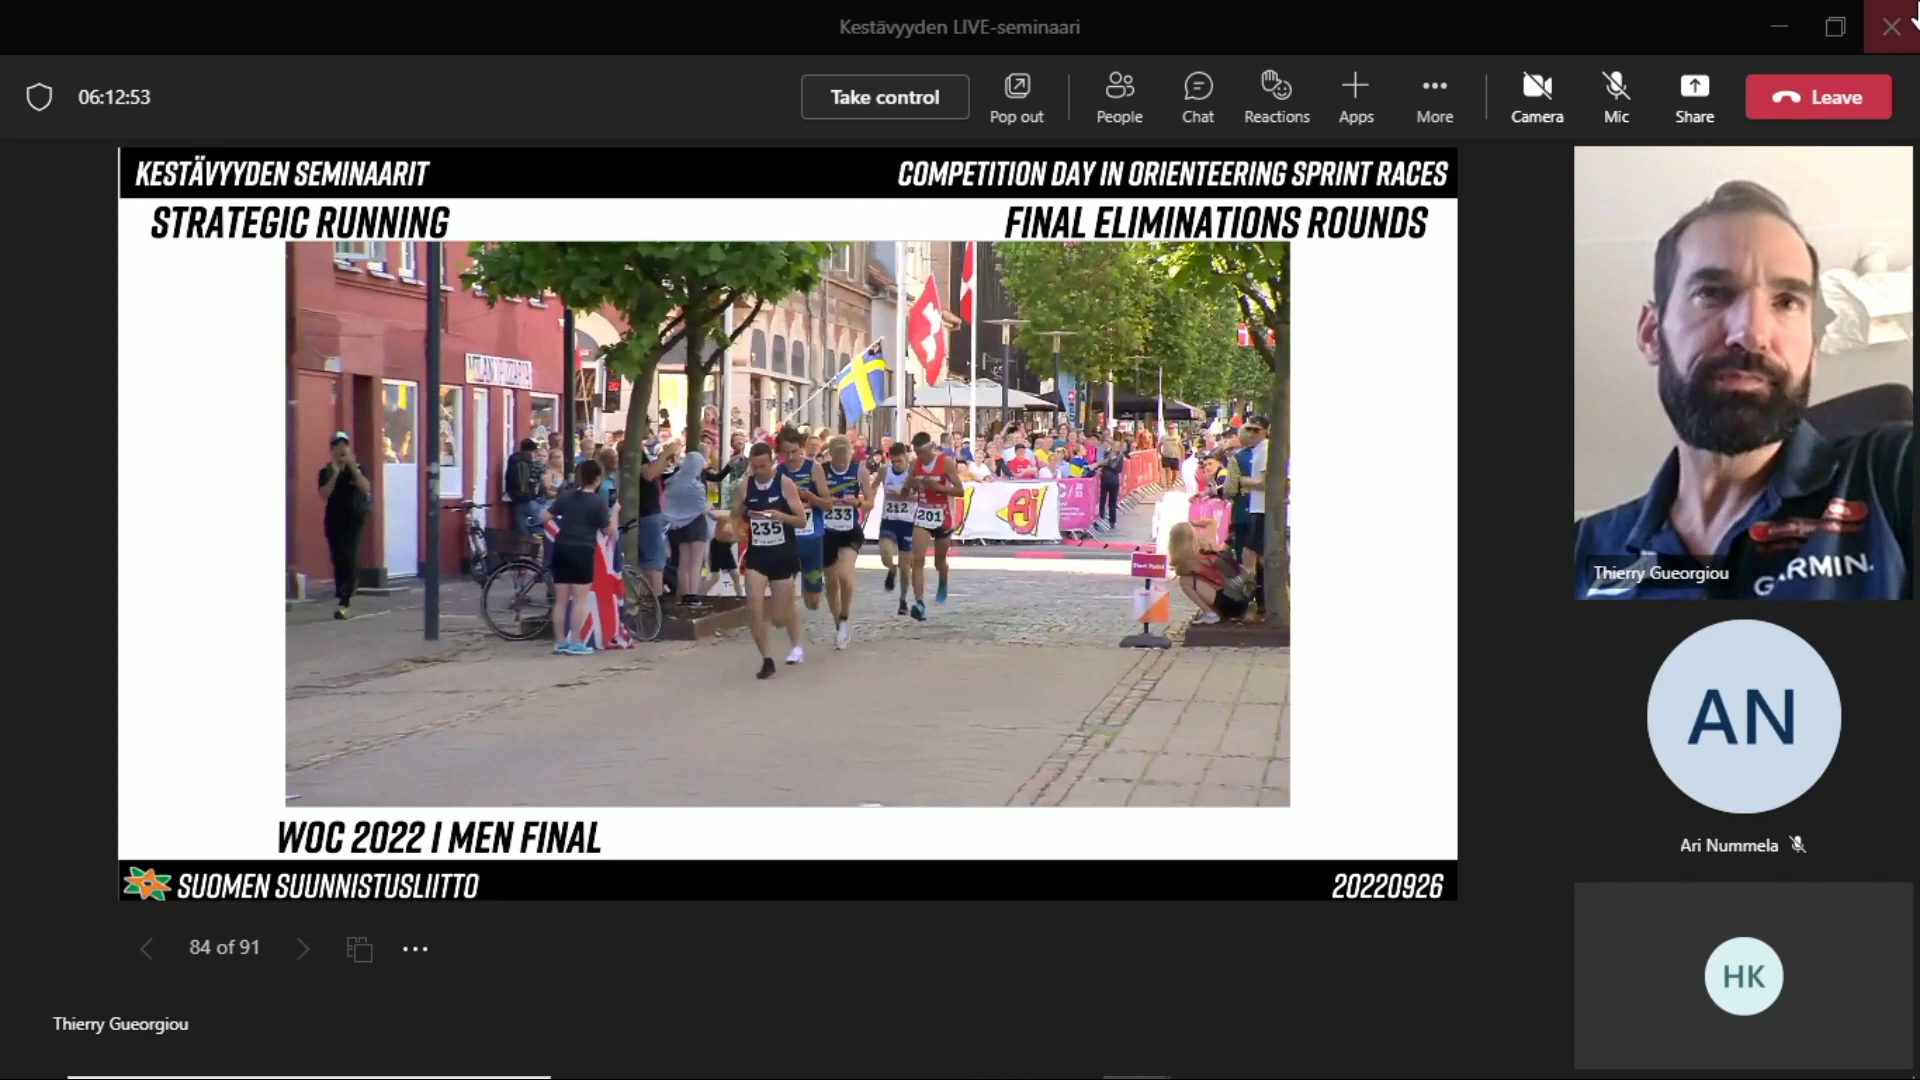 Kestävyyden LIVE-seminaari
06:12:53
Take control
Pop out
People
Chat
Reactions
Apps
More
Camera
Mic
Share
Leave
KESTÄVYYDEN SEMINAARIT
COMPETITION DAY IN ORIENTEERING SPRINT RACES
STRATEGIC RUNNING
FINAL ELIMINATIONS ROUNDS
235
233
212
201
Start Point
WOC 2022 I MEN FINAL
SUOMEN SUUNNISTUSLIITTO
20220926
84 of 91
Thierry Gueorgiou
GARMIN.
Thierry Gueorgiou
AN
Ari Nummela
HK